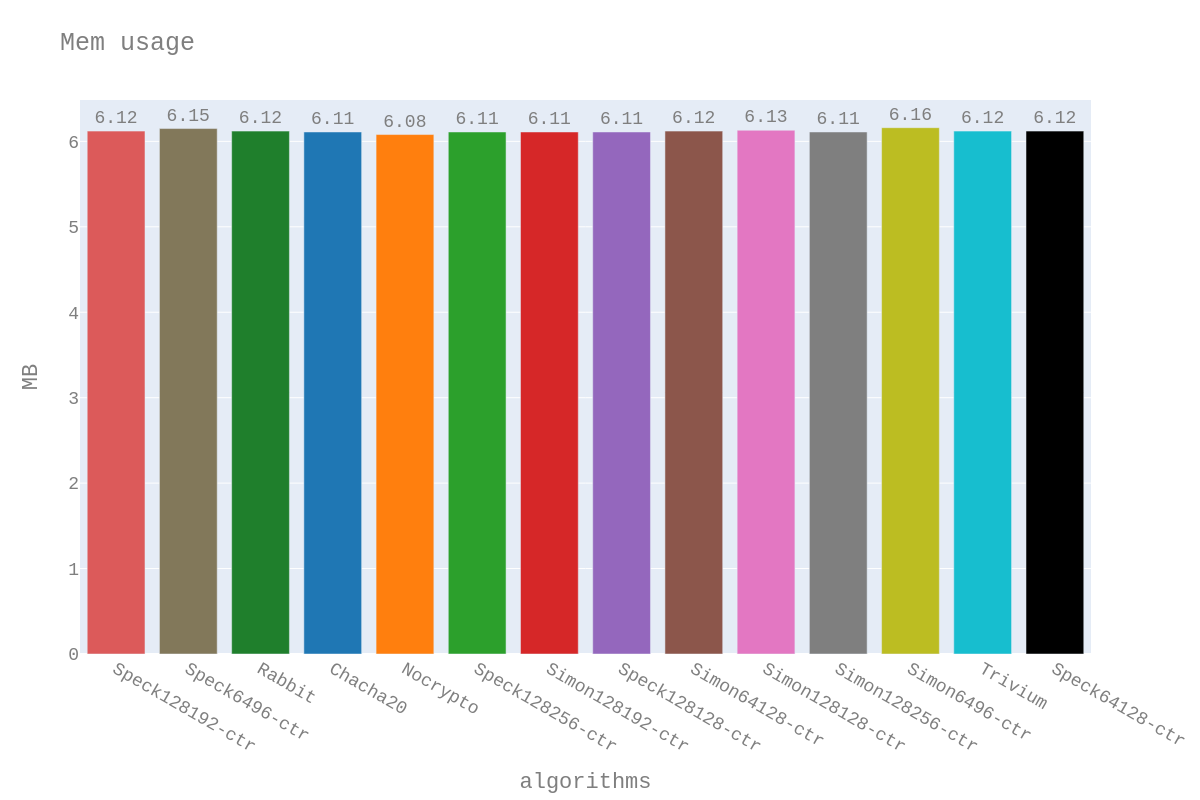 Mem usage
6.12
6.15
6.12
6.11
6.08
6.11
6.11
6.11
6.12
6.13
6.11
6.16
6.12
6.12
6
5
4
3
2
1
0
MB
Speck128192-ctr
Speck6496-ctr
Rabbit
Chacha20
Nocrypto
Speck128256-ctr
Simon128192-ctr
Speck128128-ctr
Simon64128-ctr
Simon128128-ctr
Simon128256-ctr
Simon6496-ctr
Trivium
Speck64128-ctr
algorithms